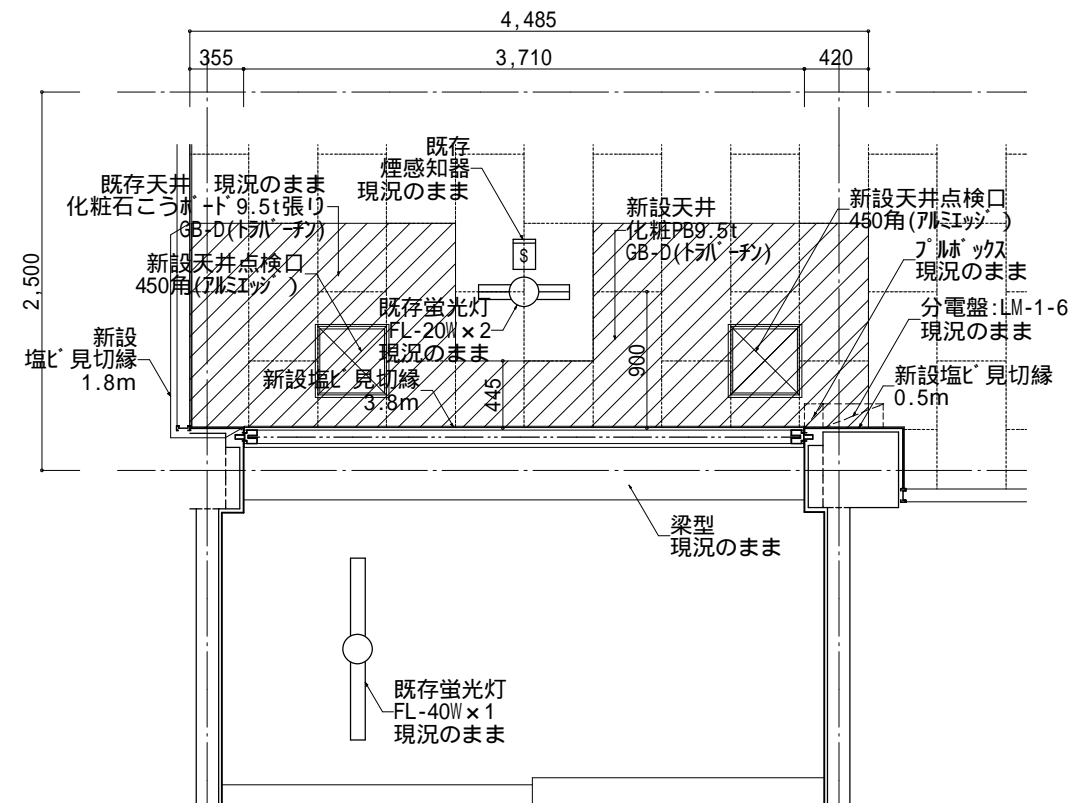 4,485
355
3,710
420
2,500
既存
煙感知器
現況のまま
S
既存天井 現況のまま
化粧石こうボード9.5t張り
GB-D(トラバーチン)
新設天井
化粧PB9.5t
GB-D(トラバーチン)
新設天井点検口
450角(アルミエッジ)
プルボックス
現況のまま
新設天井点検口
450角(アルミエッジ)
既存蛍光灯
FL-20W×2
現況のまま
分電盤:LM-1-6
現況のまま
新設
塩ビ見切縁
1.8m
新設塩ビ見切縁
3.8m
445
900
新設塩ビ見切縁
0.5m
梁型
現況のまま
既存蛍光灯
FL-40W×1
現況のまま